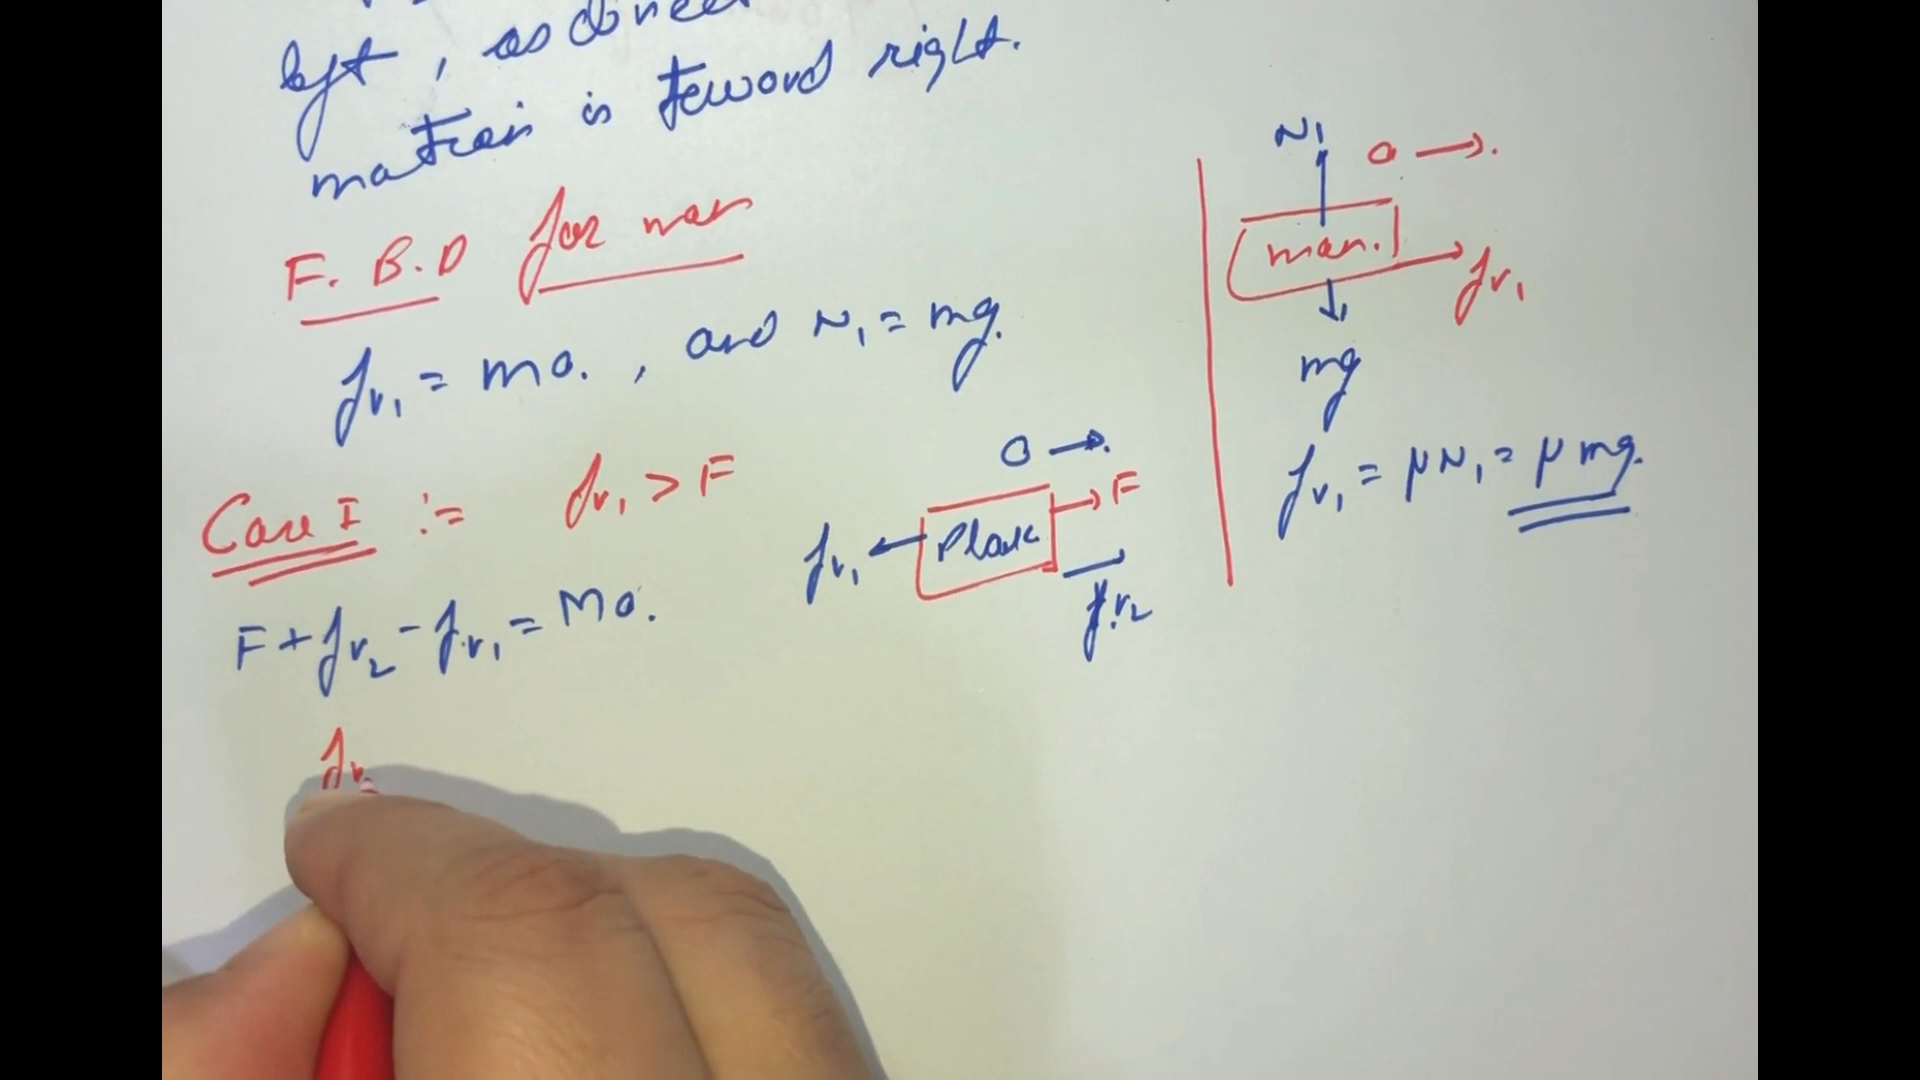 left, as direc
motion is toward right.
F.B.D for man
fr₁ = ma. , and N₁ = mg.
Case I := fr₁ > F
F + fr₂ - fr₁ = Ma.
fr₂
a →.
fr₁ ← Plank → F
fr₂
N₁ a →.
man. fr₁
mg
fr₁ = μN₁ = μmg.